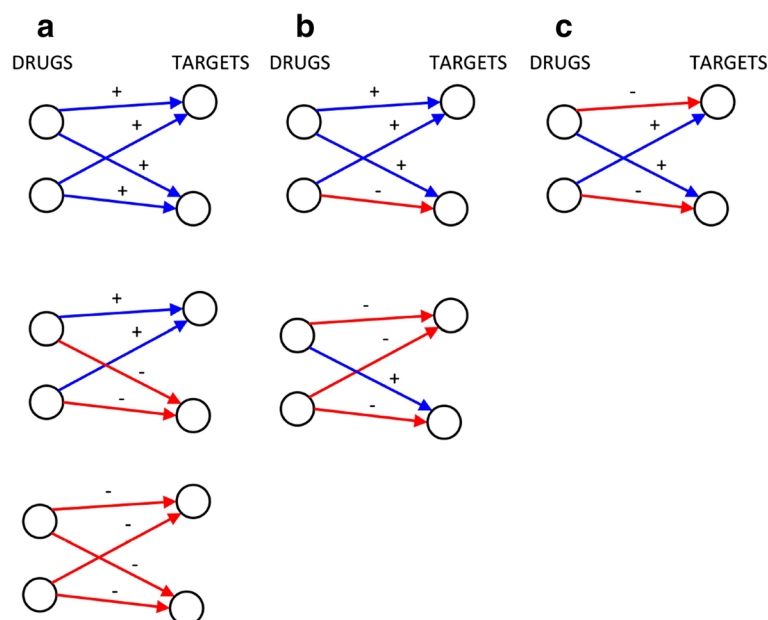 a b c
DRUGS TARGETS DRUGS TARGETS DRUGS TARGETS
+ + -
+ + +
+ + +
+ - -
+ -
+ -
- +
- -
-
-
-
-